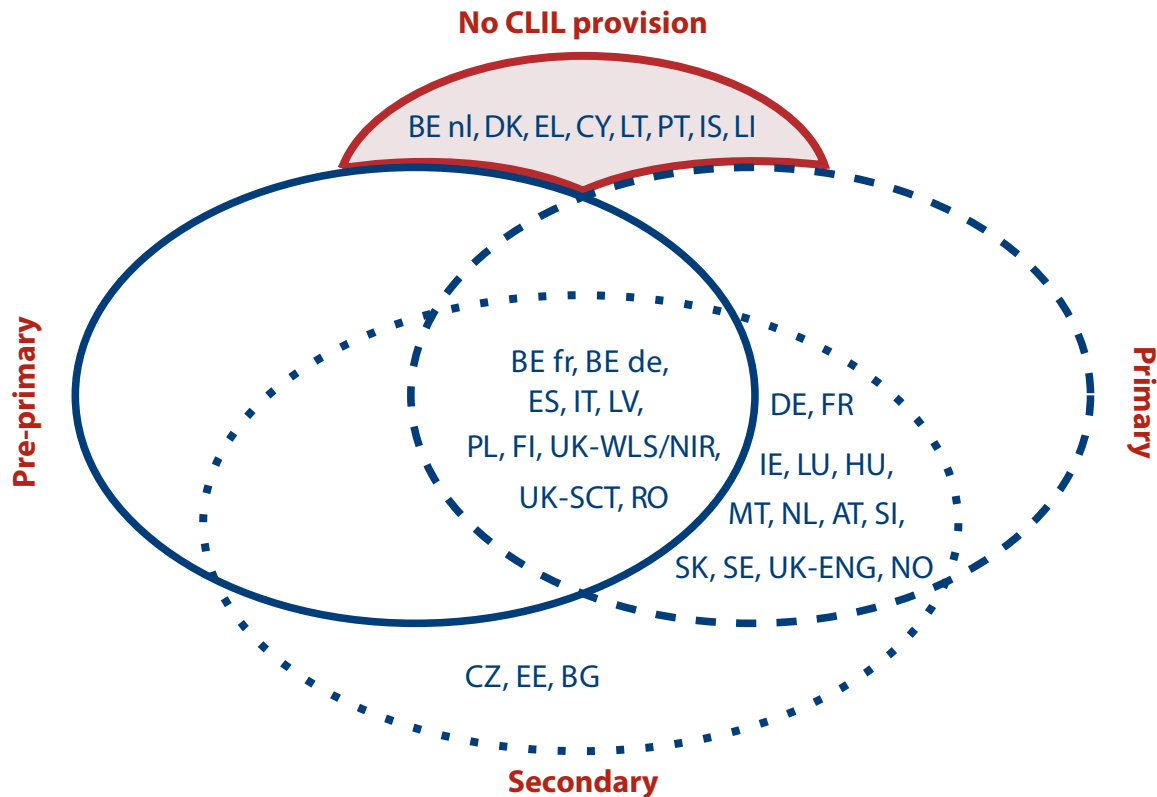 No CLIL provision
BE nl, DK, EL, CY, LT, PT, IS, LI
Pre-primary
Primary
BE fr, BE de,
ES, IT, LV,
PL, FI, UK-WLS/NIR,
UK-SCT, RO
DE, FR
IE, LU, HU,
MT, NL, AT, SI,
SK, SE, UK-ENG, NO
CZ, EE, BG
Secondary